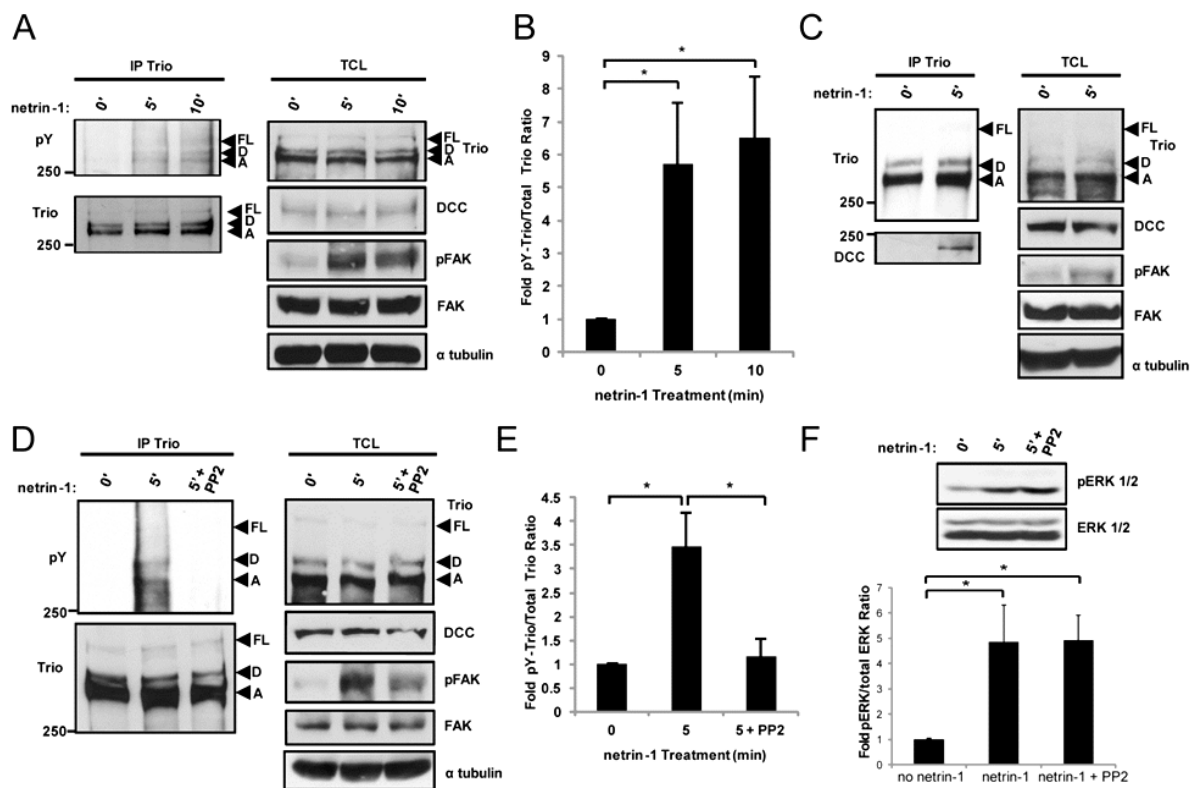 A
IP Trio
TCL
netrin-1: 0' 5' 10' 0' 5' 10'
pY
FL
D
A
250
Trio
FL
D
A
250
FL
D Trio
A
DCC
pFAK
FAK
α tubulin
B
Fold pY-Trio/Total Trio Ratio
9
8
7
6
5
4
3
2
1
0
* *
0 5 10
netrin-1 Treatment (min)
C
IP Trio
TCL
netrin-1: 0' 5' 0' 5'
FL
Trio
D
A
250
250
DCC
FL
Trio
D
A
DCC
pFAK
FAK
α tubulin
D
IP Trio
TCL
netrin-1: 0' 5' 5'+ PP2 0' 5' 5'+ PP2
pY
FL
D
A
250
Trio
FL
D
A
250
Trio
FL
D
A
DCC
pFAK
FAK
α tubulin
E
Fold pY-Trio/Total Trio Ratio
4.5
4
3.5
3
2.5
2
1.5
1
0.5
* *
0 5 5 + PP2
netrin-1 Treatment (min)
F
netrin-1: 0' 5' 5'+ PP2
pERK 1/2
ERK 1/2
Fold pERK/total ERK Ratio
7
6
5
4
3
2
1
0
* *
no netrin-1 netrin-1 netrin-1 + PP2